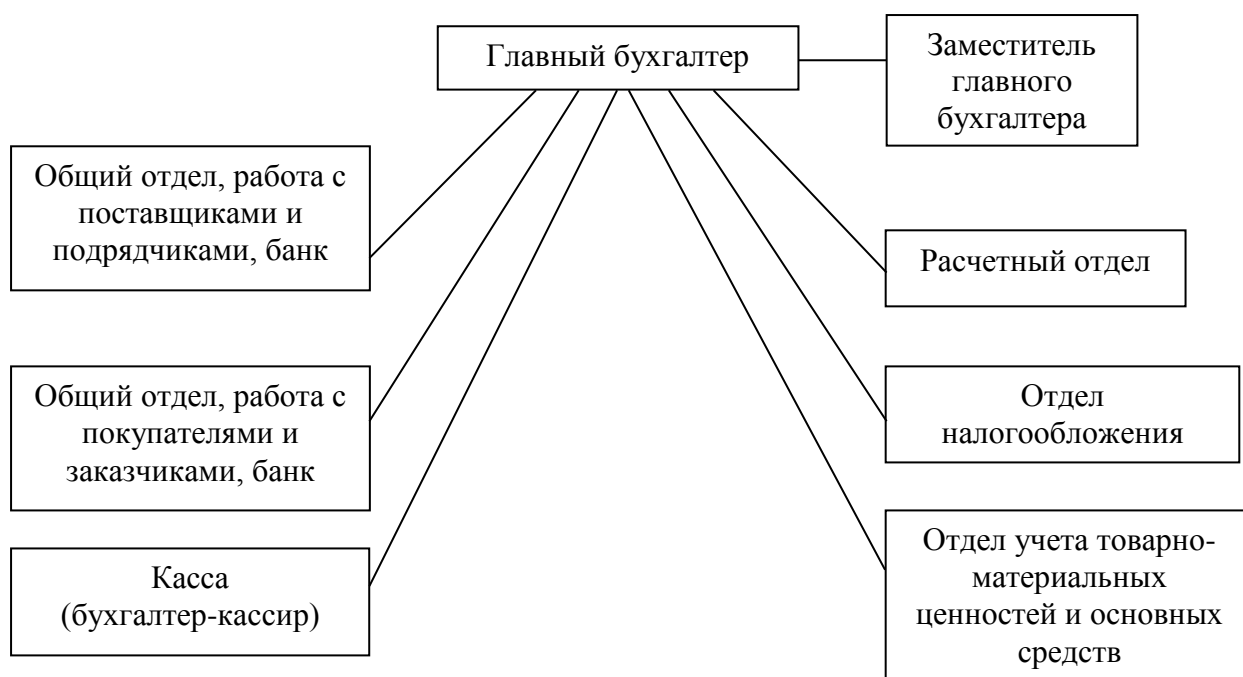 Главный бухгалтер
Заместитель
главного
бухгалтера
Общий отдел, работа с
поставщиками и
подрядчиками, банк
Расчетный отдел
Общий отдел, работа с
покупателями и
заказчиками, банк
Отдел
налогообложения
Касса
(бухгалтер-кассир)
Отдел учета товарно-
материальных
ценностей и основных
средств